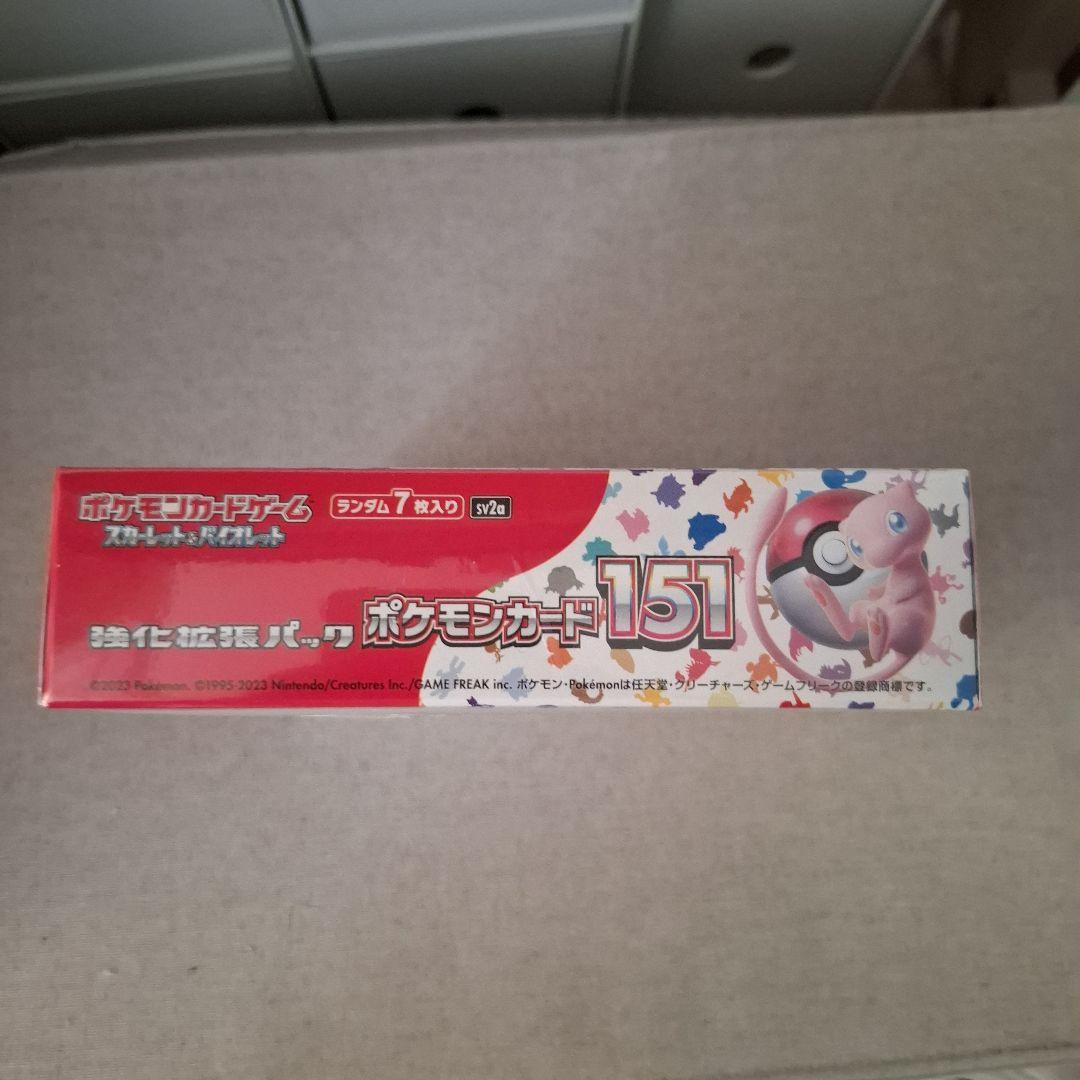 ポケモンカードゲーム
スカーレット&バイオレット
ランダム7枚入り
sv2a
強化拡張パック ポケモンカード151
©2023 Pokémon. ©1995-2023 Nintendo/Creatures Inc./GAME FREAK inc. ポケモン・Pokémonは任天堂・クリーチャーズ・ゲームフリークの登録商標です。